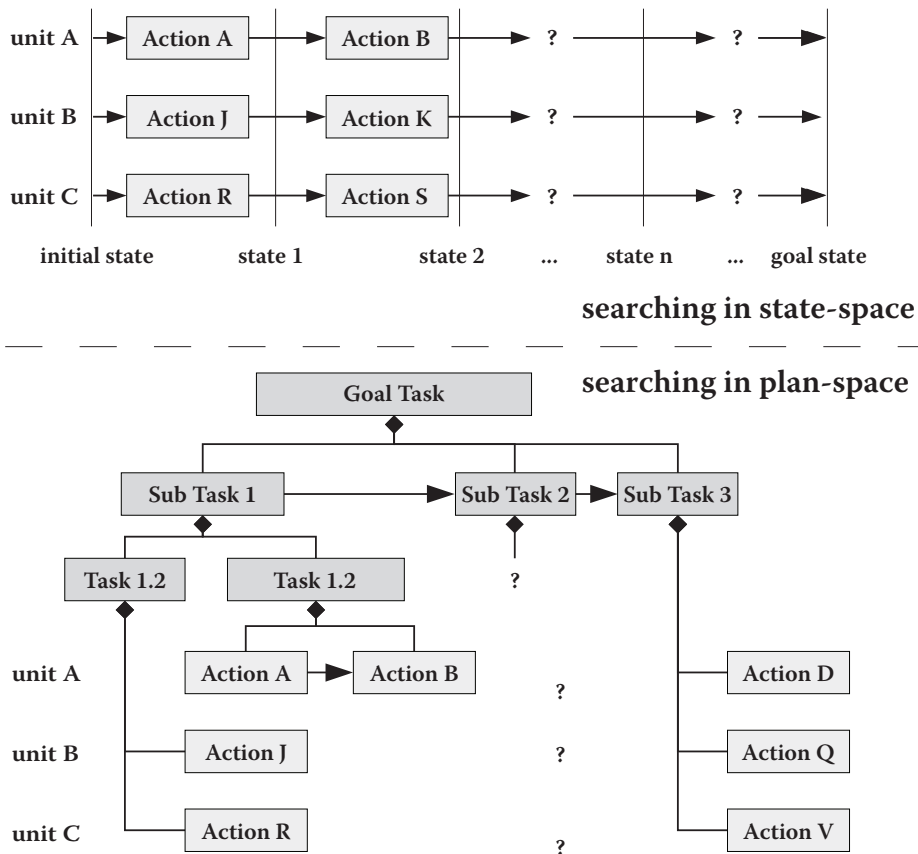 unit A Action A Action B ? ?
unit B Action J Action K ? ?
unit C Action R Action S ? ?
initial state state 1 state 2 ... state n ... goal state
searching in state-space
searching in plan-space
Goal Task
Sub Task 1 Sub Task 2 Sub Task 3
Task 1.2 Task 1.2 ?
unit A Action A Action B ? Action D
unit B Action J ? Action Q
unit C Action R ? Action V